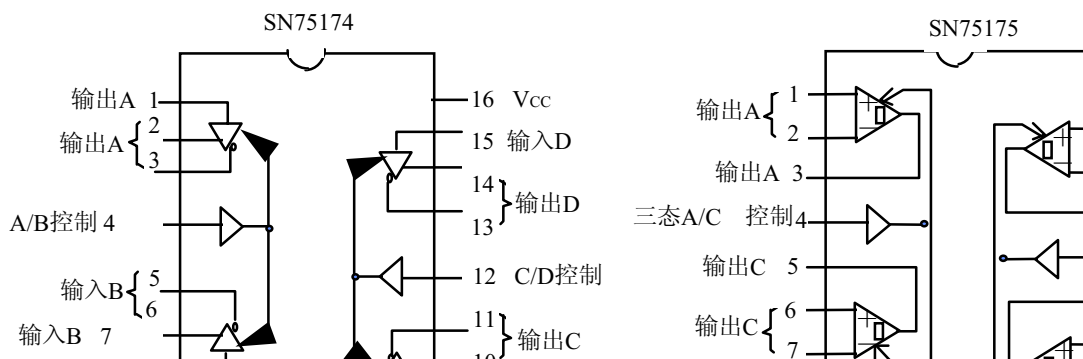 SN75174
输出A 1
输出A
2
3
A/B控制 4
输入B
5
6
输入B 7
16 Vcc
15 输入D
14
13
输出D
12 C/D控制
11
10
输出C
SN75175
输出A
1
2
输出A 3
三态A/C 控制4
输出C 5
输出C
6
7